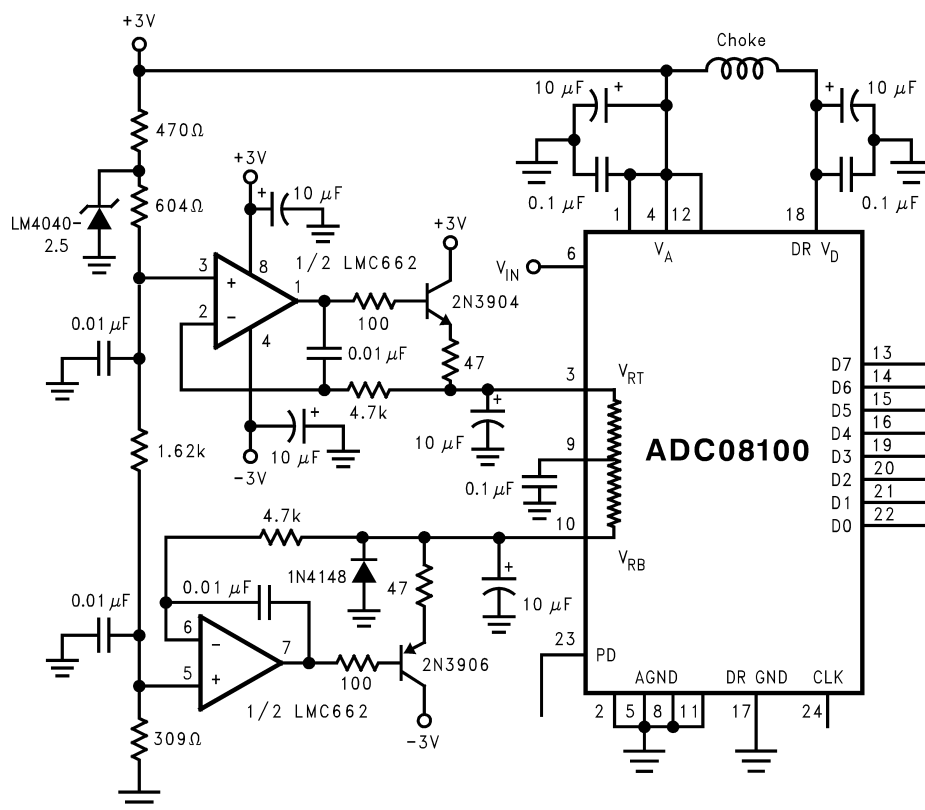 +3V
Choke
10 μF
+
+
10 μF
470Ω
+3V
0.1 μF
0.1 μF
LM4040-
2.5
604Ω
+
10 μF
+3V
1
4
12
18
V_A
DR V_D
3
8
1/2 LMC662
V_IN
6
+
1
2N3904
2
−
100
4
0.01 μF
0.01 μF
47
3
V_RT
D7
13
D6
14
4.7k
+
D5
15
+
10 μF
10 μF
9
ADC08100
D4
16
1.62k
−3V
D3
19
0.1 μF
D2
20
D1
21
4.7k
10
D0
22
V_RB
1N4148
47
+
0.01 μF
10 μF
0.01 μF
6
−
7
23
PD
2N3906
5
+
100
AGND
DR GND
CLK
1/2 LMC662
2
5
8
11
17
24
309Ω
−3V